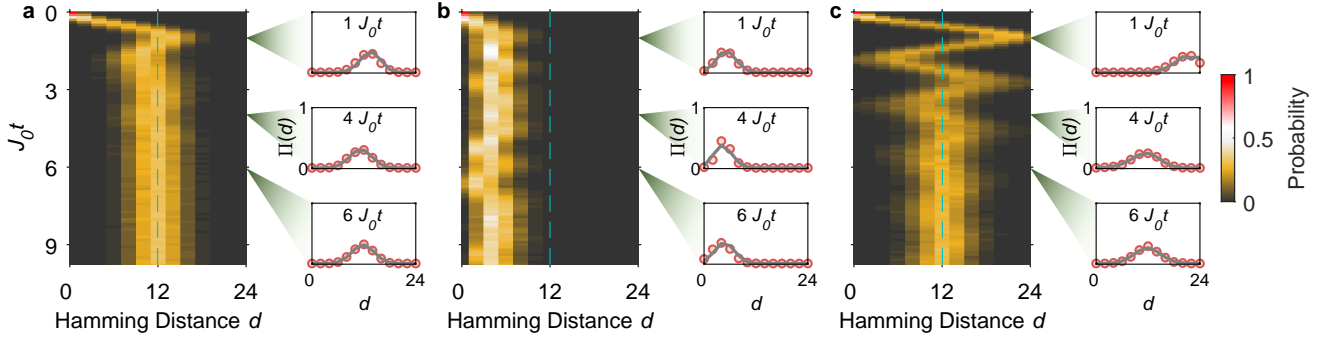 a
0
3
6
9
J₀t
0 12 24
Hamming Distance d
1 J₀t
4 J₀t
1
0
Π(d)
6 J₀t
0 24
d
b
0 12 24
Hamming Distance d
1 J₀t
4 J₀t
1
0
Π(d)
6 J₀t
0 24
d
c
0 12 24
Hamming Distance d
1 J₀t
4 J₀t
1
0
Π(d)
6 J₀t
0 24
d
1
0.5
0
Probability